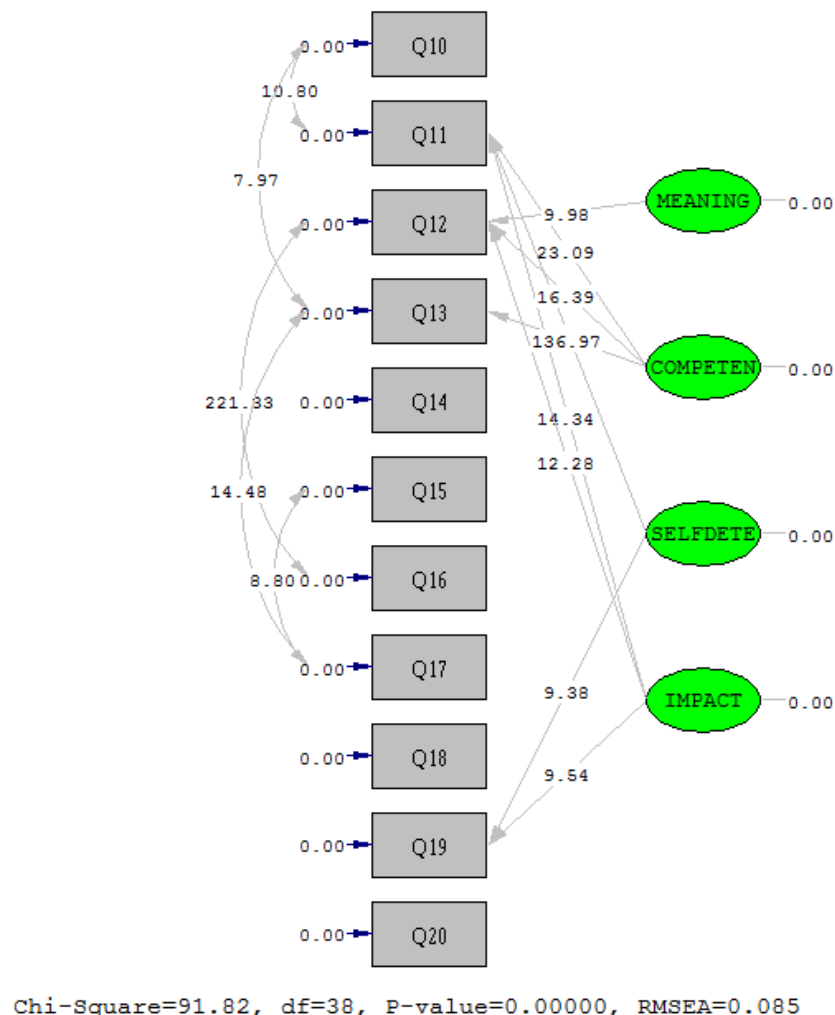 0.00 Q10
10.80
0.00 Q11
7.97
MEANING 0.00
0.00 Q12
9.98
23.09
16.39
0.00 Q13
136.97
COMPETEN 0.00
0.00 Q14
221.33
14.34
12.28
14.48
0.00 Q15
SELFDETE 0.00
8.80
0.00 Q16
0.00 Q17
9.38
IMPACT 0.00
0.00 Q18
9.54
0.00 Q19
0.00 Q20
Chi-Square=91.82, df=38, P-value=0.00000, RMSEA=0.085